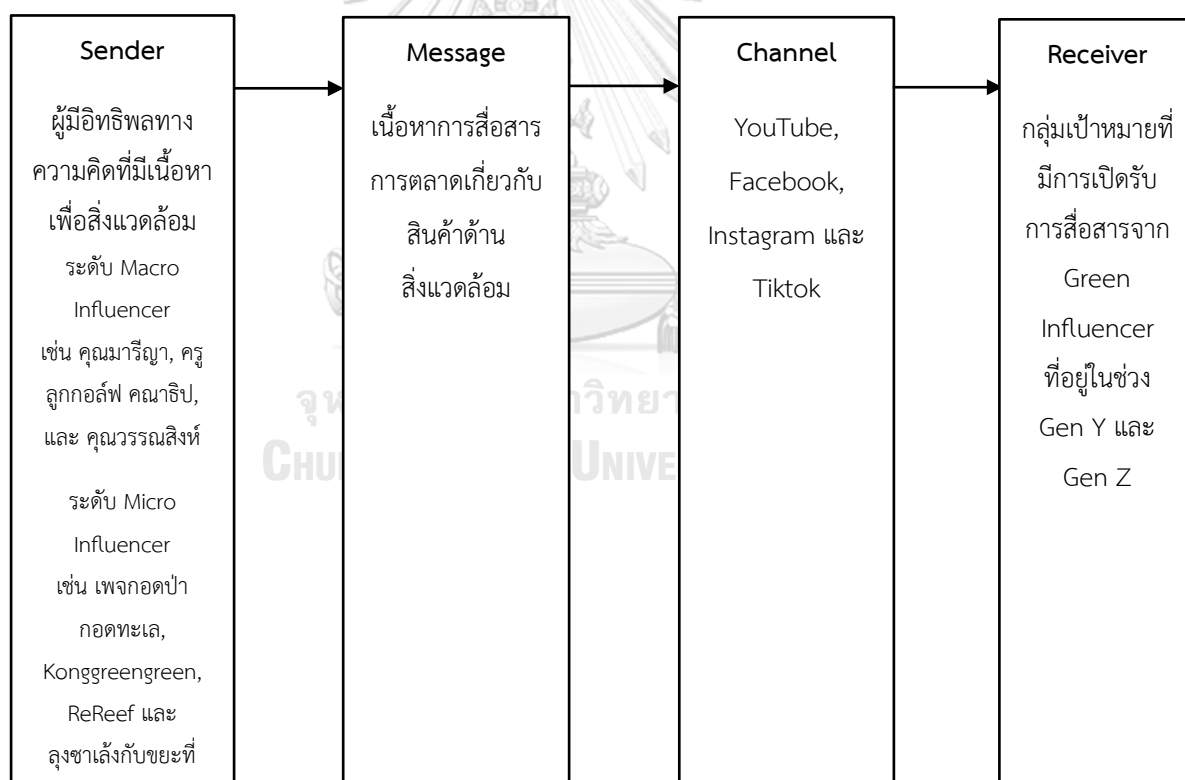 Sender
ผู้มีอิทธิพลทาง
ความคิดที่มีเนื้อหา
เพื่อสิ่งแวดล้อม
ระดับ Macro
Influencer
เช่น คุณมารีญา, ครู
ลูกกอล์ฟ คณาธิป,
และ คุณวรรณสิงห์
ระดับ Micro
Influencer
เช่น เพจกอดป่า
กอดทะเล,
Konggreengreen,
ReReef และ
ลุงซาเล้งกับขยะที่
Message
เนื้อหาการสื่อสาร
การตลาดเกี่ยวกับ
สินค้าด้าน
สิ่งแวดล้อม
Channel
YouTube,
Facebook,
Instagram และ
Tiktok
Receiver
กลุ่มเป้าหมายที่
มีการเปิดรับ
การสื่อสารจาก
Green
Influencer
ที่อยู่ในช่วง
Gen Y และ
Gen Z